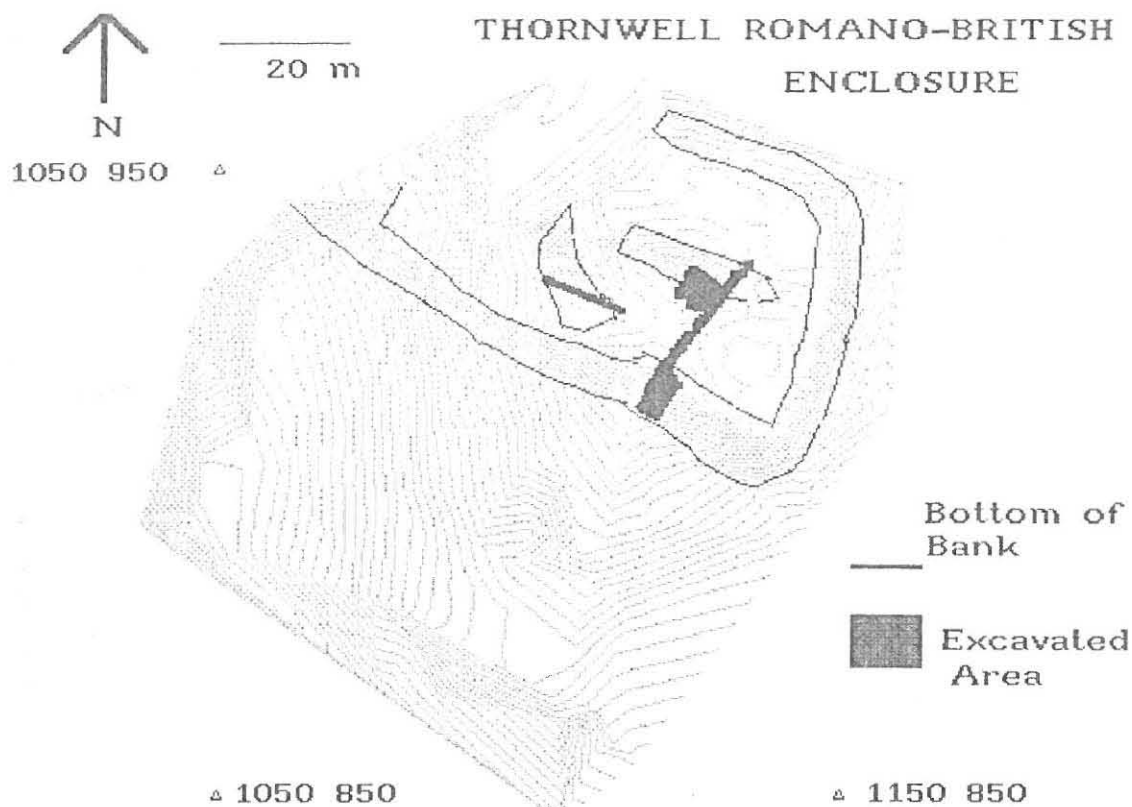 THORNWELL ROMANO-BRITISH
ENCLOSURE
20 m
N
1050 950
Bottom of
Bank
Excavated
Area
1050 850
1150 850